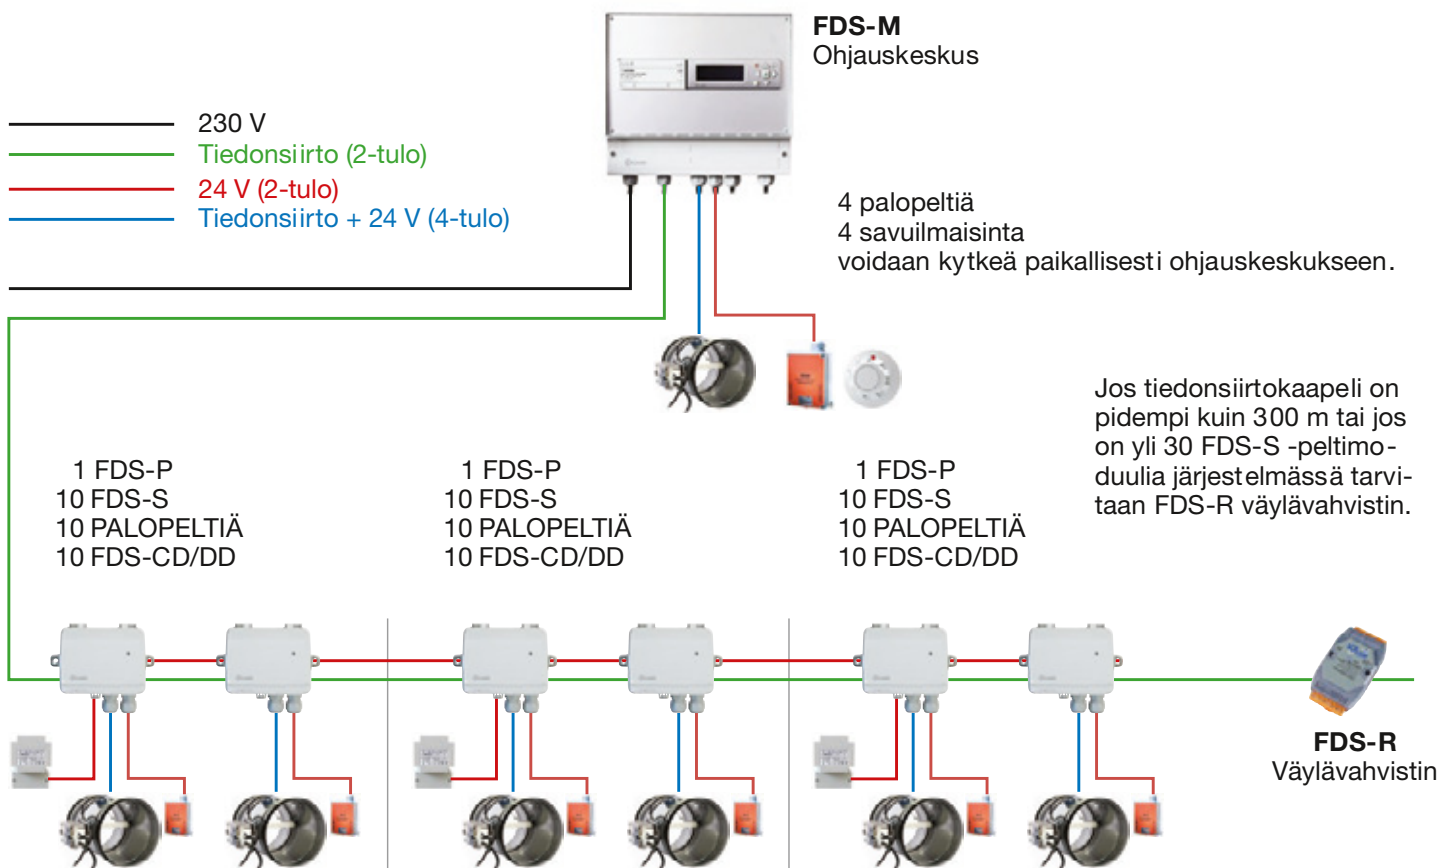 FDS-M
Ohjauskeskus
230 V
Tiedonsiirto (2-tulo)
24 V (2-tulo)
Tiedonsiirto + 24 V (4-tulo)
4 palopeltiä
4 savuilmaisinta
voidaan kytkeä paikallisesti ohjauskeskukseen.
Jos tiedonsiirtokaapeli on
pidempi kuin 300 m tai jos
on yli 30 FDS-S -peltimo-
duulia järjestelmässä tarvi-
taan FDS-R väylävahvistin.
1 FDS-P
10 FDS-S
10 PALOPELTIÄ
10 FDS-CD/DD
1 FDS-P
10 FDS-S
10 PALOPELTIÄ
10 FDS-CD/DD
1 FDS-P
10 FDS-S
10 PALOPELTIÄ
10 FDS-CD/DD
FDS-R
Väylävahvistin